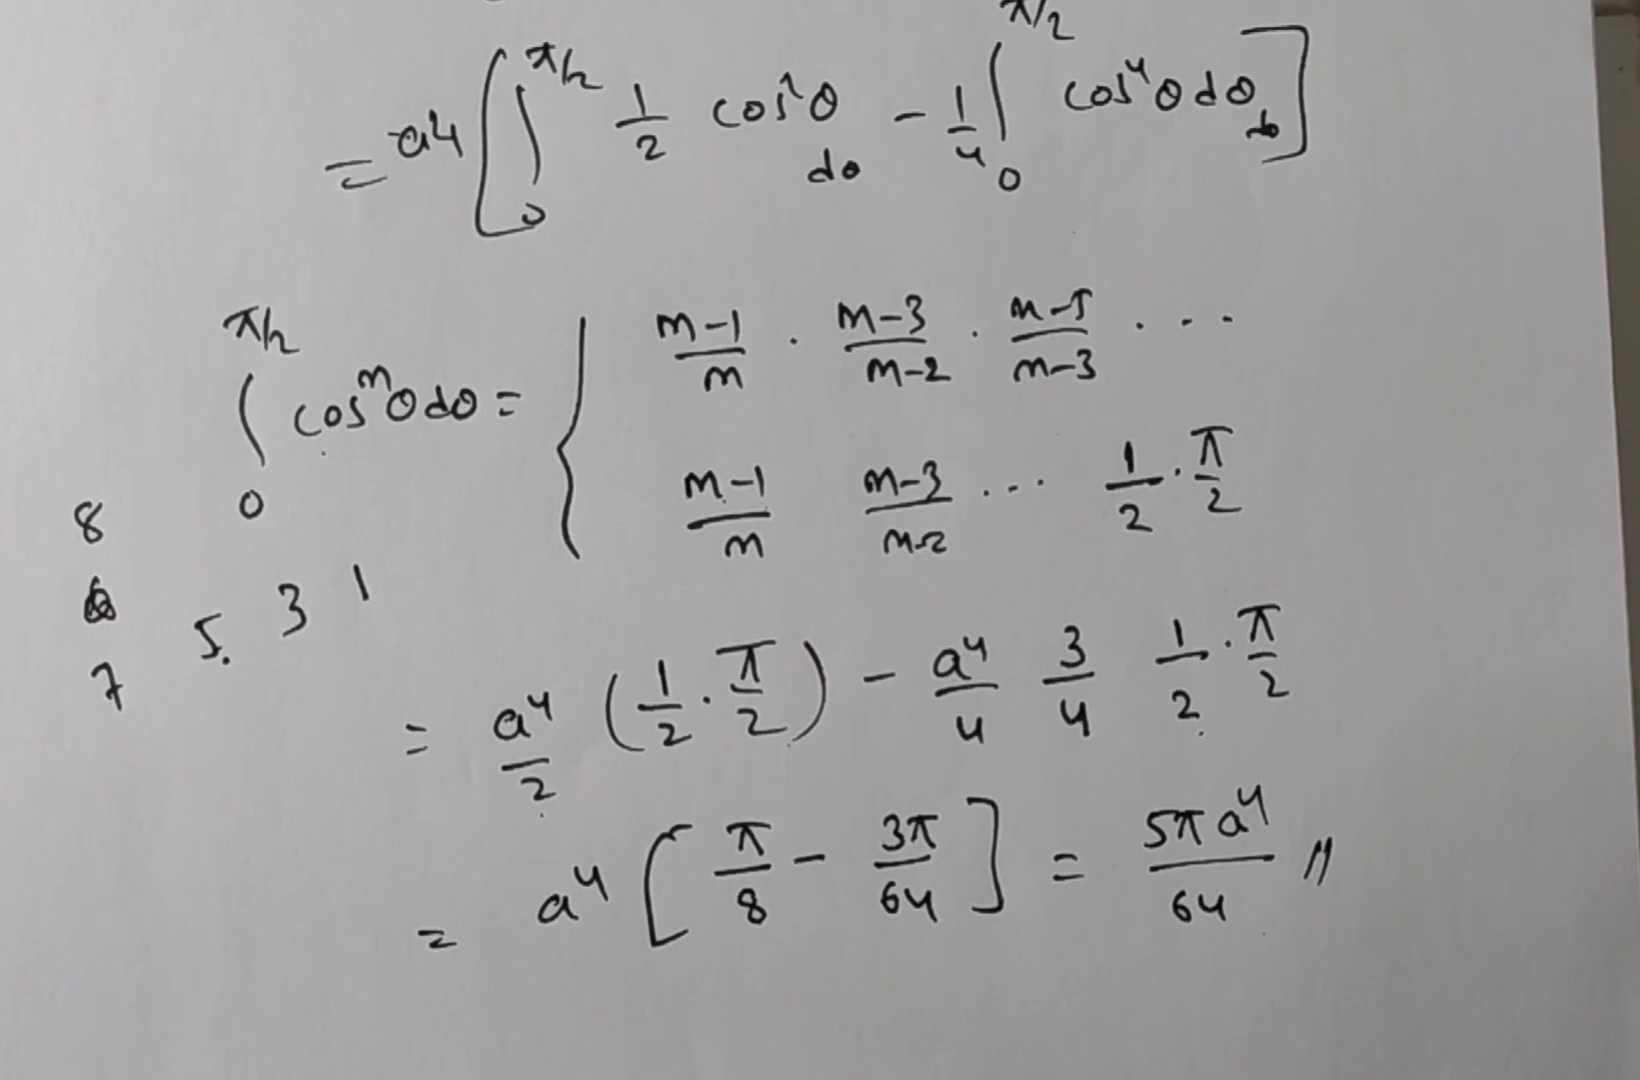 = a⁴ [ ∫₀^{π/2} 1/2 cos²θ dθ - 1/4 ∫₀^{π/2} cos⁴θ dθ ]
∫₀^{π/2} cosᵐθ dθ = { m-1/m · m-3/m-2 · m-5/m-3 · - - -
m-1/m m-3/m-2 ... 1/2 · π/2
8
7 5. 3 1
= a⁴/2 (1/2 · π/2) - a⁴/4 3/4 1/2 · π/2
= a⁴ [ π/8 - 3π/64 ] = 5πa⁴/64 //